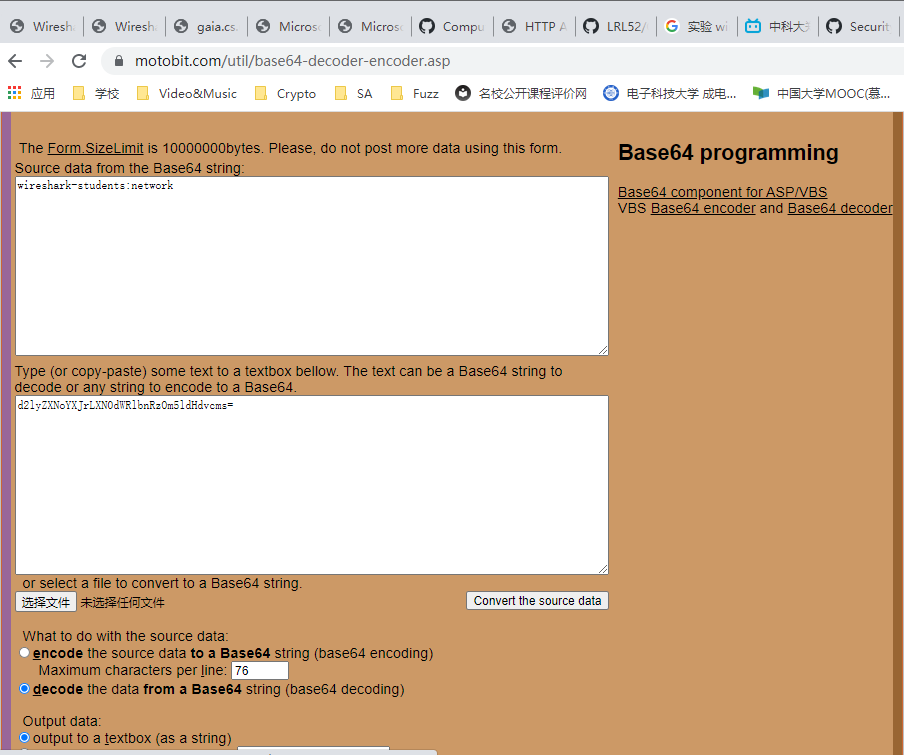 Wiresh
Wiresh
gaia.cs.
Micros
Micros
Compu
HTTP A
LRL52/
实验 wi
中科大
Securit
motobit.com/util/base64-decoder-encoder.asp
应用
学校
Video&Music
Crypto
SA
Fuzz
名校公开课程评价网
电子科技大学 成电...
中国大学MOOC(慕...
The Form.SizeLimit is 10000000bytes. Please, do not post more data using this form.
Source data from the Base64 string:
wireshark-students:network
Base64 programming
Base64 component for ASP/VBS
VBS Base64 encoder and Base64 decoder
Type (or copy-paste) some text to a textbox bellow. The text can be a Base64 string to
decode or any string to encode to a Base64.
d2lyZXNoYXJrLXN0dWRlbnRzOm5ldHdvcms=
or select a file to convert to a Base64 string.
选择文件 未选择任何文件
Convert the source data
What to do with the source data:
encode the source data to a Base64 string (base64 encoding)
Maximum characters per line: 76
decode the data from a Base64 string (base64 decoding)
Output data:
output to a textbox (as a string)